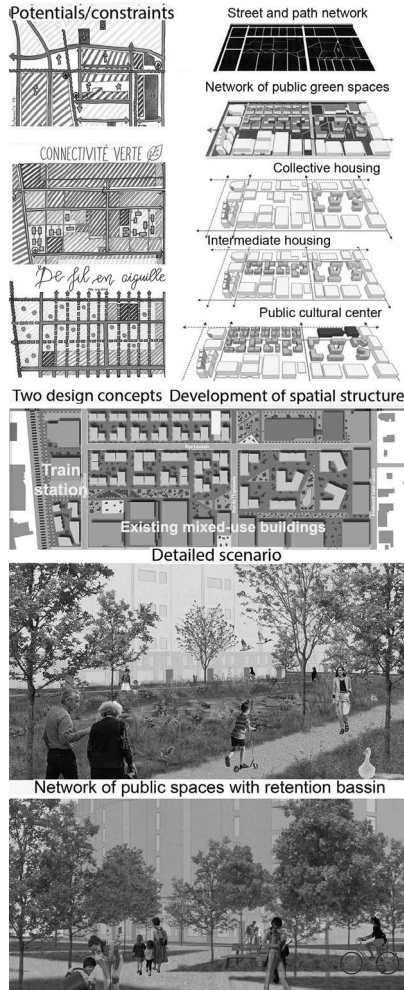 Potentials/constraints
Street and path network
Network of public green spaces
CONNECTIVITÉ VERTE
Collective housing
Intermediate housing
De fil en aiguille
Public cultural center
Two design concepts
Development of spatial structure
Train
station
Existing mixed-use buildings
Detailed scenario
Network of public spaces with retention bassin